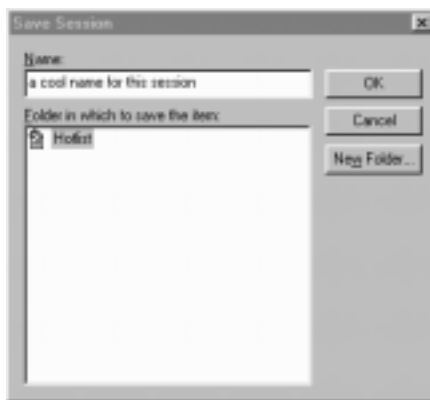 Save Session
Name:
a cool name for this session
OK
Folder in which to save the item:
Cancel
Hotlist
New Folder...